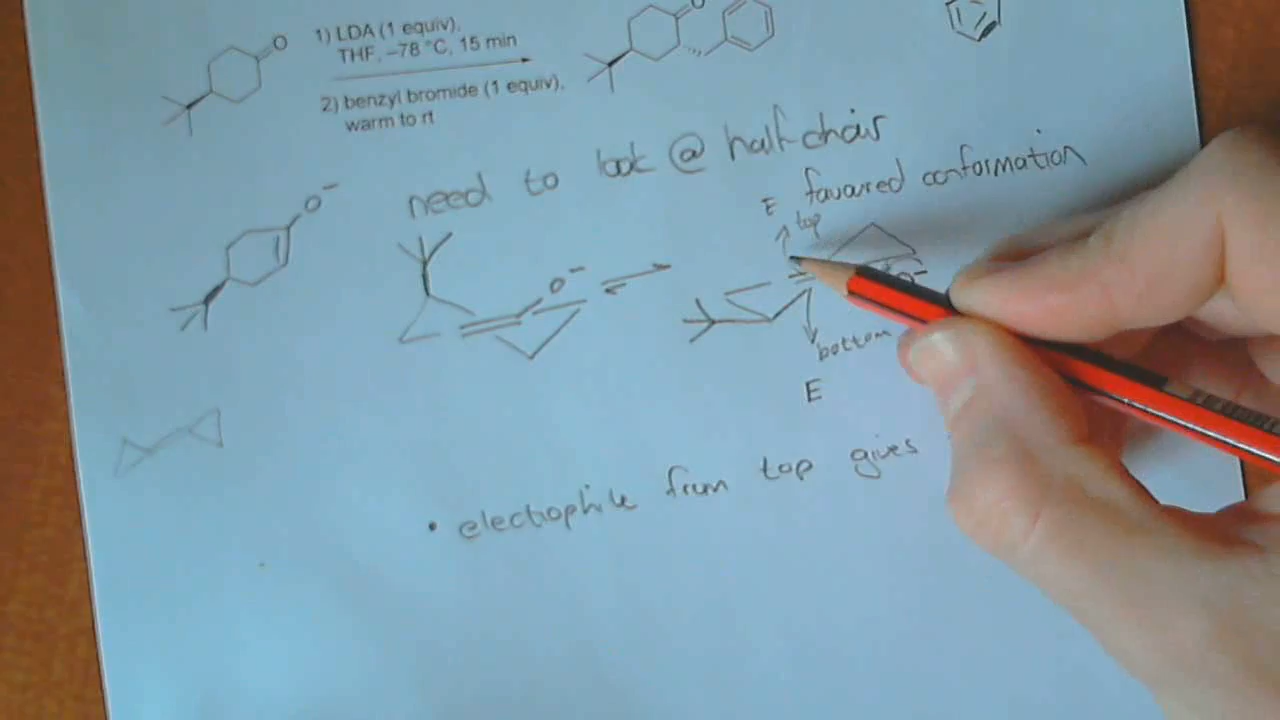 O
1) LDA (1 equiv),
THF, –78 °C, 15 min
2) benzyl bromide (1 equiv),
warm to rt
O
need to look @ half-chair
favoured conformation
O⁻
E
top
O⁻
O⁻
bottom
E
• electrophile from top gives